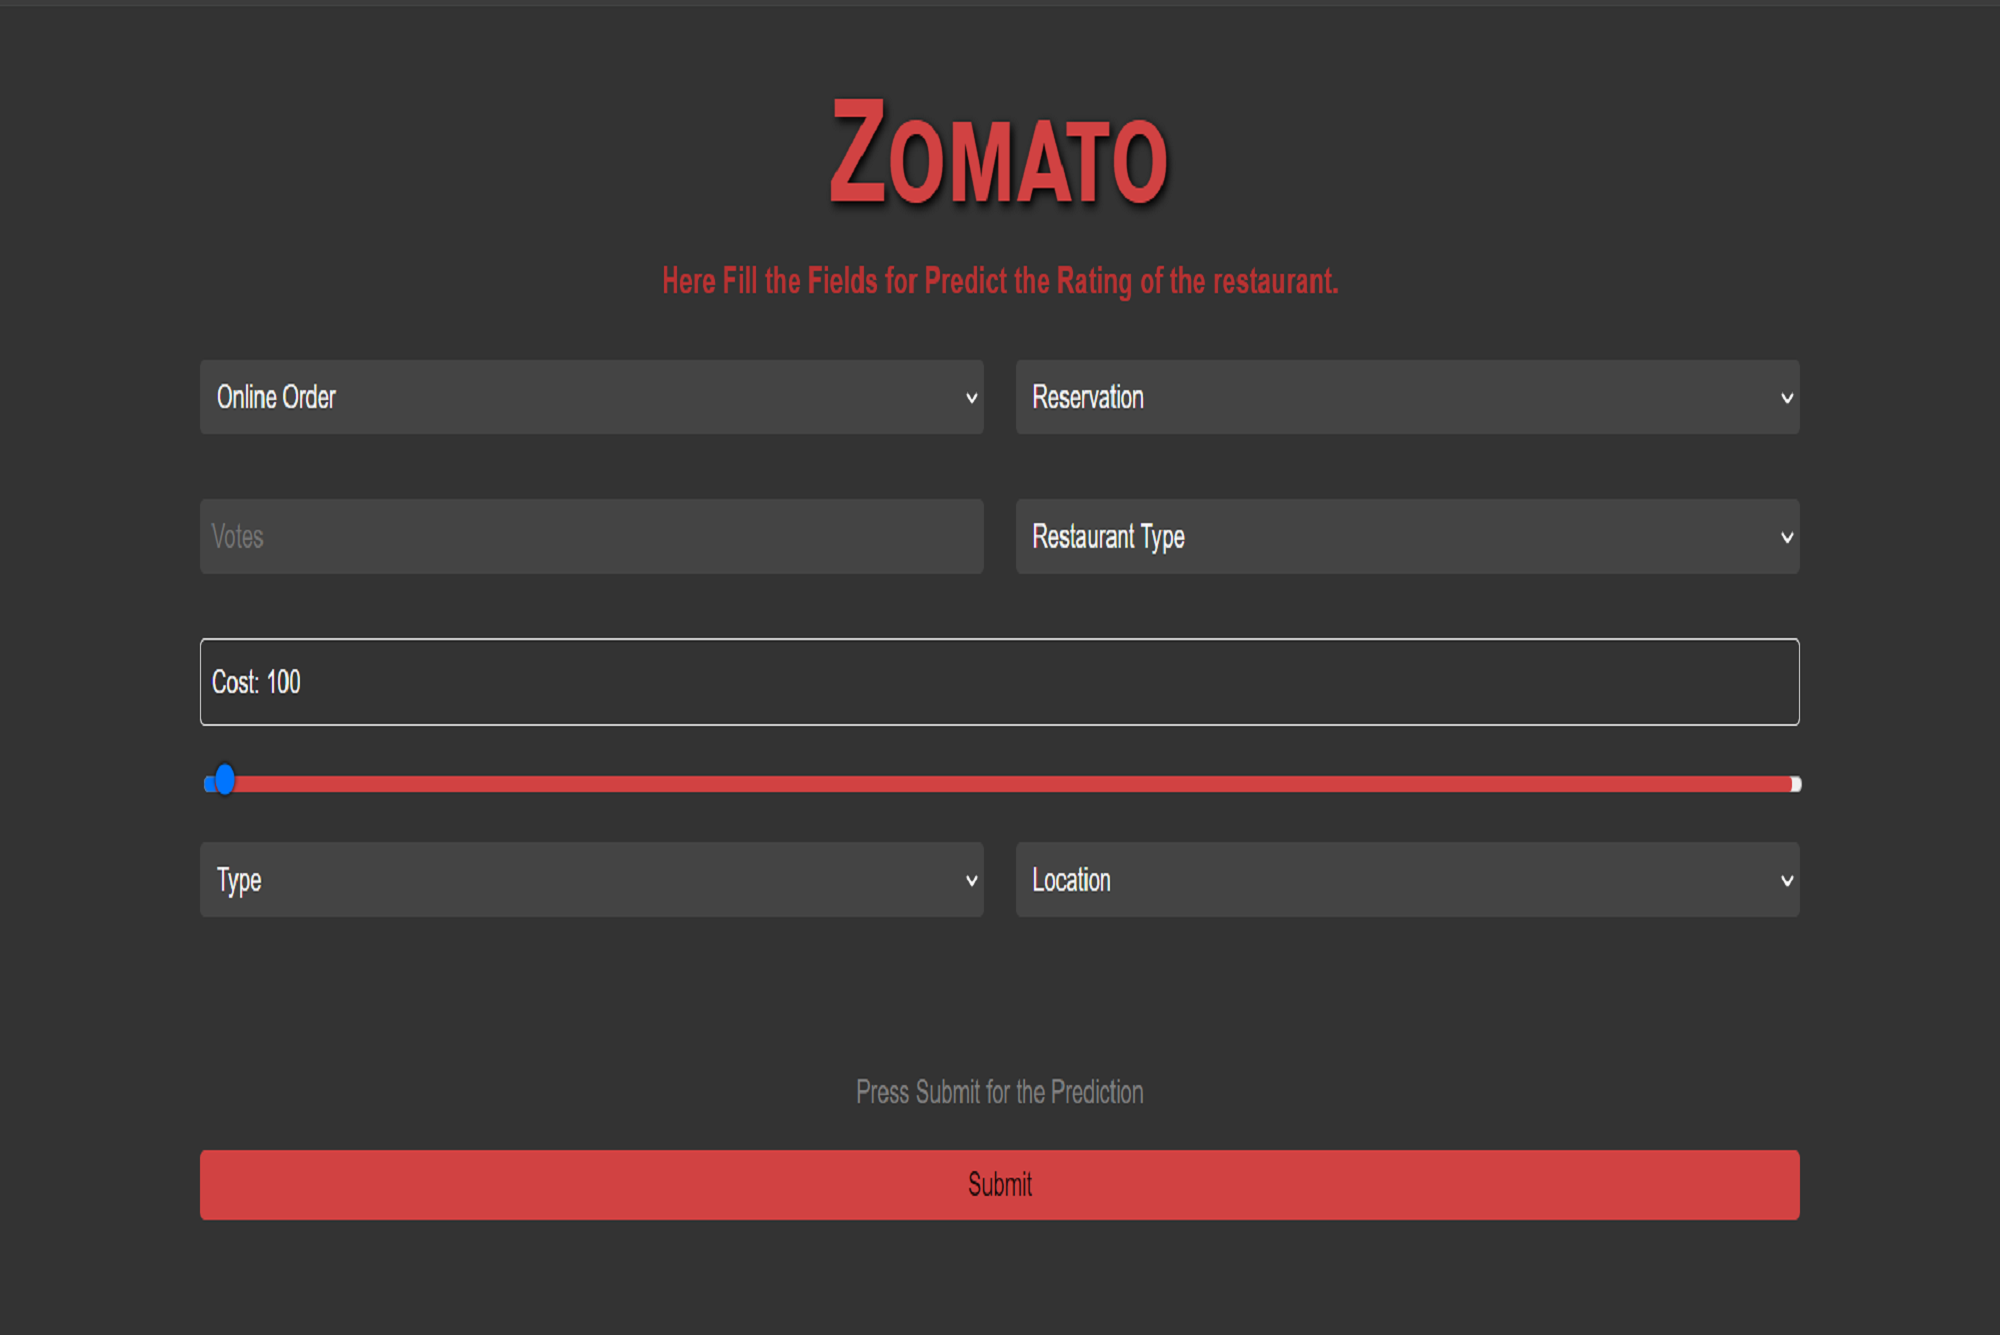 ZOMATO
Here Fill the Fields for Predict the Rating of the restaurant.
Online Order
Reservation
Votes
Restaurant Type
Cost: 100
Type
Location
Press Submit for the Prediction
Submit